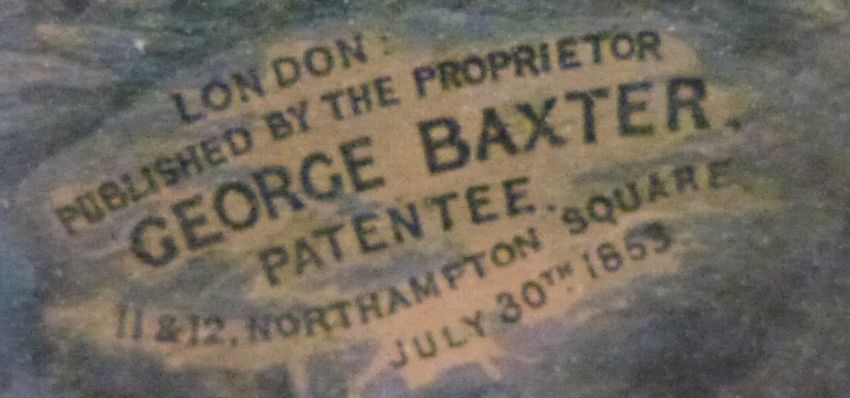 LONDON:
PUBLISHED BY THE PROPRIETOR
GEORGE BAXTER,
PATENTEE.
11 & 12, NORTHAMPTON SQUARE.
JULY 30TH. 1853